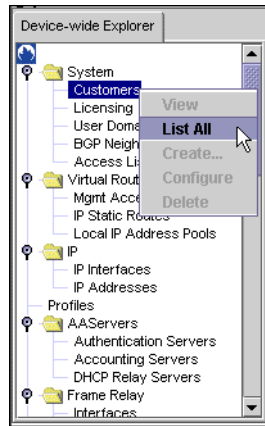 Device-wide Explorer
System
Customers
Licensing
View
User Doma
List All
BGP Neigh
Create...
Access Lis
Virtual Rout
Configure
Mgmt Acce
Delete
IP Static Routes
Local IP Address Pools
IP
IP Interfaces
IP Addresses
Profiles
AAServers
Authentication Servers
Accounting Servers
DHCP Relay Servers
Frame Relay
Interfaces